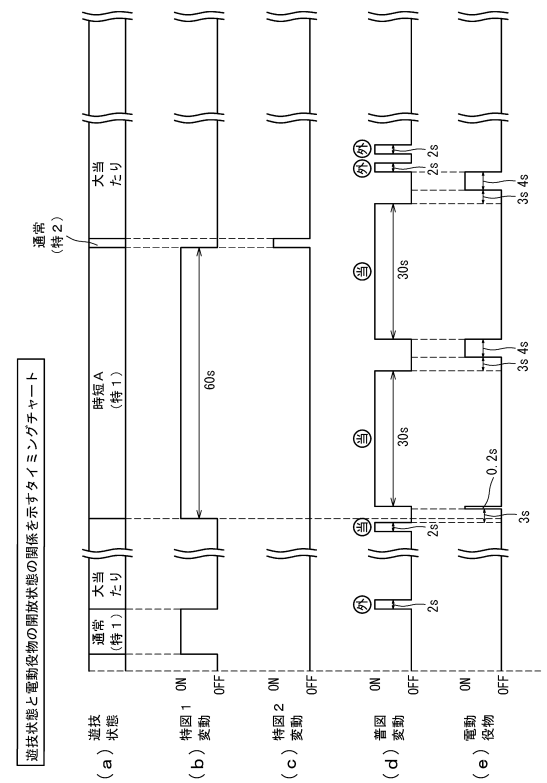 遊技状態と電動役物の開放状態の関係を示すタイミングチャート
(a) 遊技
状態
通常
(特1)
大当
たり
時短A
(特1)
通常
(特2)
大当
たり
(b) 特図1
変動
ON
OFF
60s
(c) 特図2
変動
ON
OFF
(d) 普図
変動
ON
OFF
外
2s
当
2s
当
30s
当
30s
外
2s
外
2s
(e) 電動
役物
ON
OFF
3s
0.2s
3s
4s
3s
4s